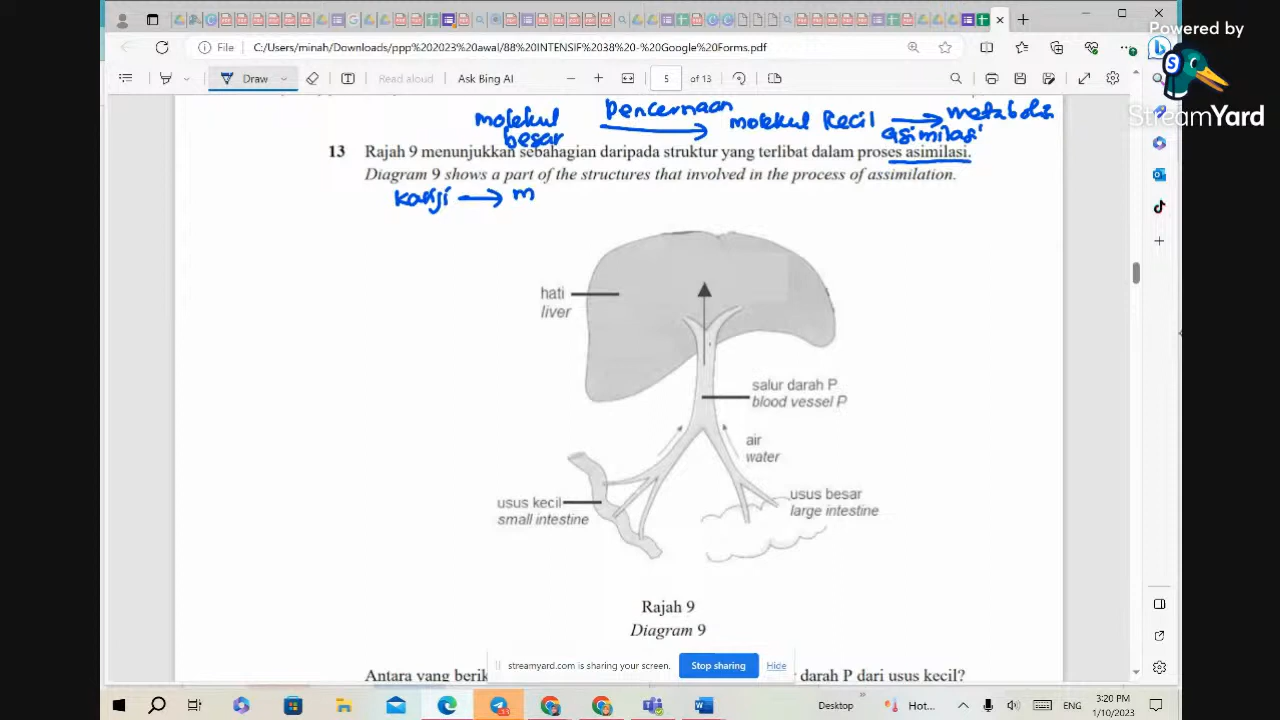 Powered by
StreamYard
File C:/Users/minah/Downloads/ppp%202023%20awal/88%20INTENSIF%2038%20-%20Google%20Forms.pdf
Draw Read aloud Ask Bing AI 5 of 13
molekul besar pencernaan molekul kecil asimilasi
13 Rajah 9 menunjukkan sebahagian daripada struktur yang terlibat dalam proses asimilasi.
Diagram 9 shows a part of the structures that involved in the process of assimilation.
kanji → m
hati
liver
salur darah P
blood vessel P
air
water
usus kecil
small intestine
usus besar
large intestine
Rajah 9
Diagram 9
streamyard.com is sharing your screen. Stop sharing Hide
Antara yang berik darah P dari usus kecil?
Desktop
Hot...
ENG
3:20 PM
1/10/2023